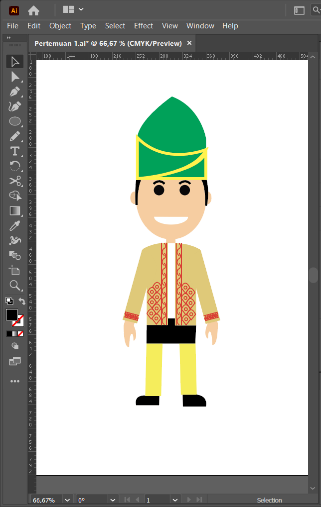 Ai
File Edit Object Type Select Effect View Window Help
Pertemuan 1.ai* @ 66,67 % (CMYK/Preview) ×
66,67% 0° 1 Selection